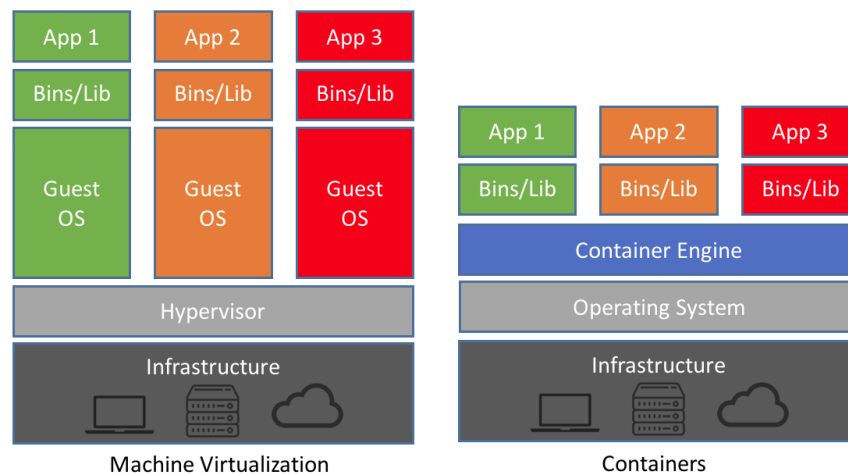 App 1
App 2
App 3
Bins/Lib
Bins/Lib
Bins/Lib
Guest
OS
Guest
OS
Guest
OS
Hypervisor
Infrastructure
Machine Virtualization
App 1
App 2
App 3
Bins/Lib
Bins/Lib
Bins/Lib
Container Engine
Operating System
Infrastructure
Containers